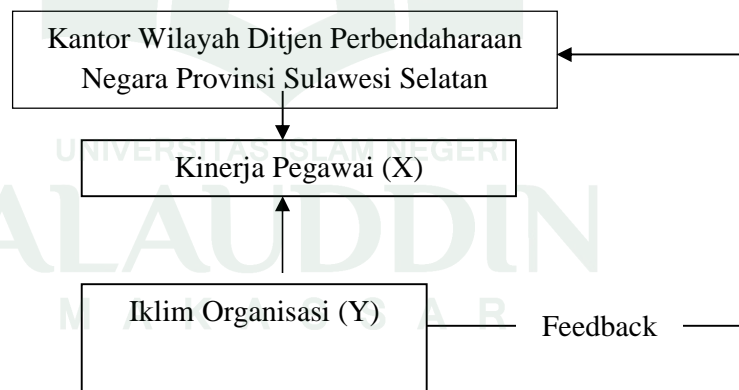 Kantor Wilayah Ditjen Perbendaharaan
Negara Provinsi Sulawesi Selatan
UNIVERSITAS ISLAM NEGERI
Kinerja Pegawai (X)
ALAUDDIN
Iklim Organisasi (Y)
M A K A S S A R
Feedback